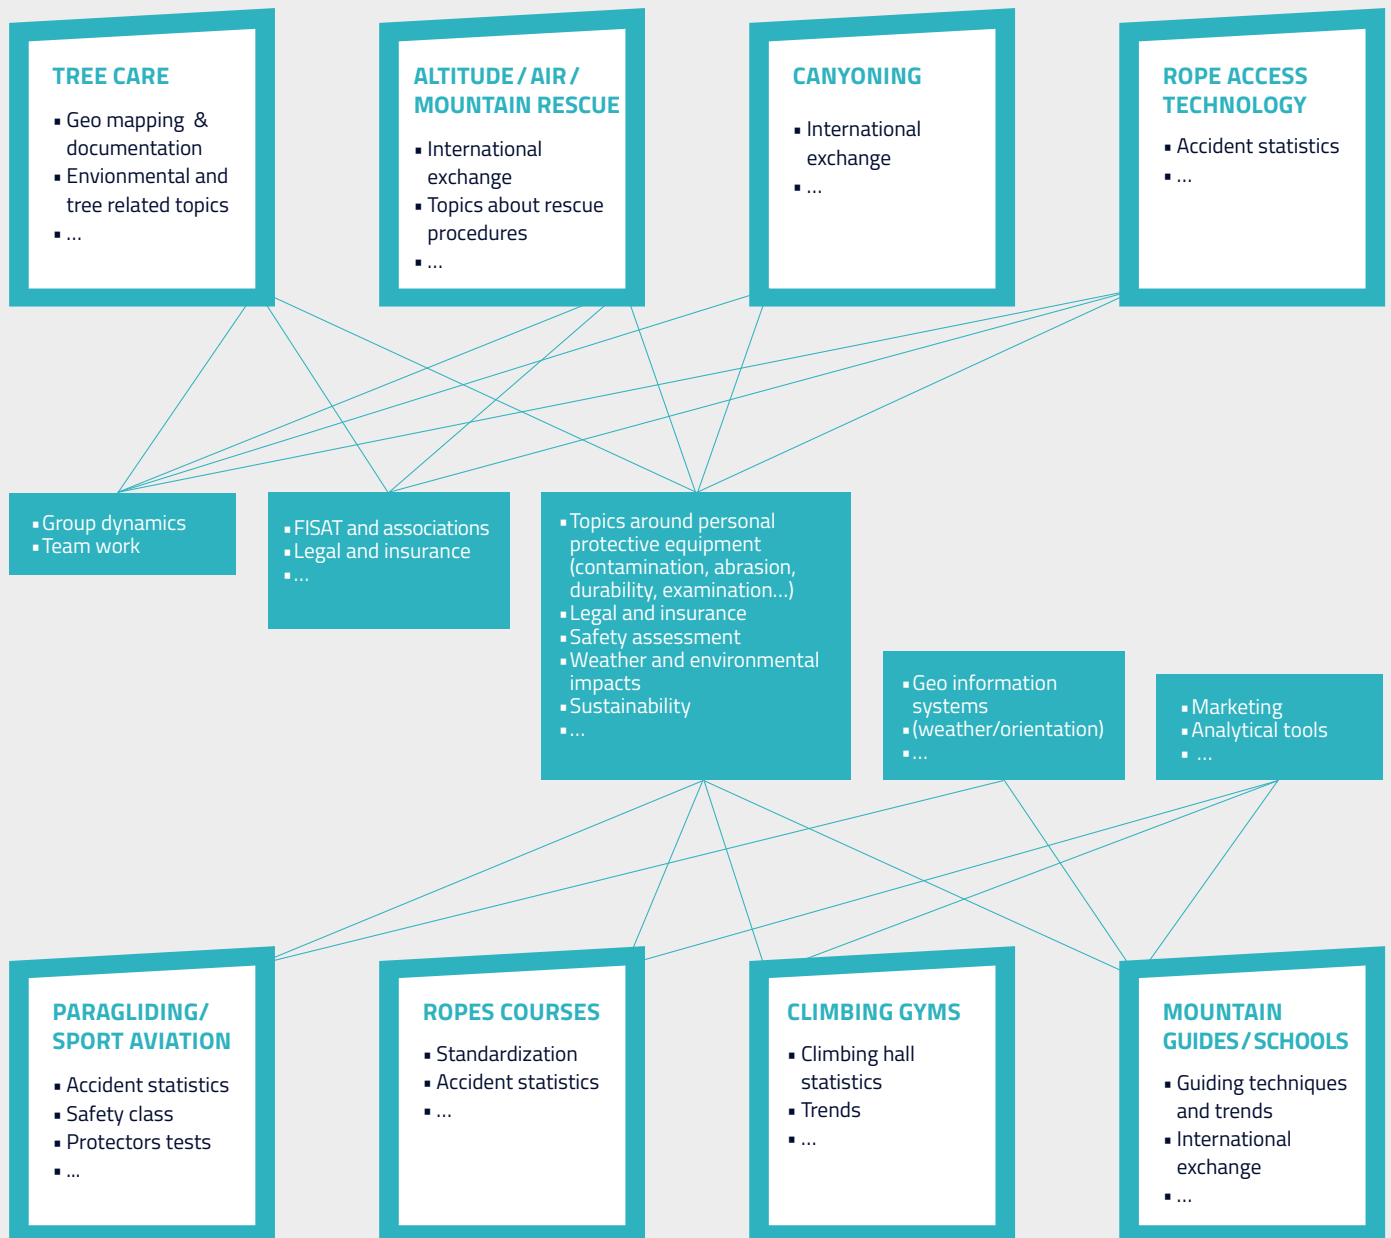 TREE CARE
▪ Geo mapping & 
documentation
▪ Envionmental and
tree related topics
▪ ...
ALTITUDE / AIR /
MOUNTAIN RESCUE
▪ International
exchange
▪ Topics about rescue
procedures
▪ ...
CANYONING
▪ International
exchange
▪ ...
ROPE ACCESS
TECHNOLOGY
▪ Accident statistics
▪ ...
▪ Group dynamics
▪ Team work
▪ FISAT and associations
▪ Legal and insurance
▪ ...
▪ Topics around personal
protective equipment
(contamination, abrasion,
durability, examination...)
▪ Legal and insurance
▪ Safety assessment
▪ Weather and environmental
impacts
▪ Sustainability
▪ ...
▪ Geo information
systems
▪ (weather/orientation)
▪ ...
▪ Marketing
▪ Analytical tools
▪ ...
PARAGLIDING/
SPORT AVIATION
▪ Accident statistics
▪ Safety class
▪ Protectors tests
▪ ...
ROPES COURSES
▪ Standardization
▪ Accident statistics
▪ ...
CLIMBING GYMS
▪ Climbing hall
statistics
▪ Trends
▪ ...
MOUNTAIN
GUIDES / SCHOOLS
▪ Guiding techniques
and trends
▪ International
exchange
▪ ...